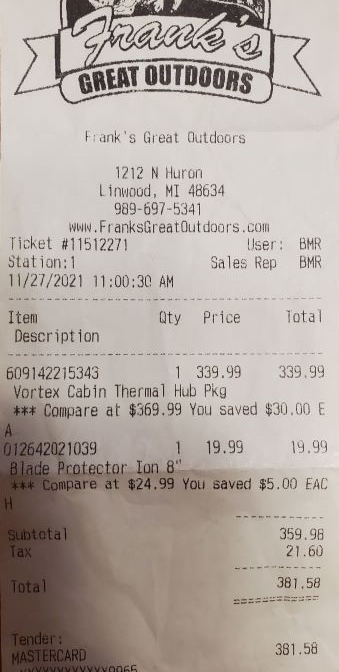 Frank's
GREAT OUTDOORS
Frank's Great Outdoors
1212 N Huron
Linwood, MI 48634
989-697-5341
www.FranksGreatOutdoors.com
Ticket #11512271 User: BMR
Station:1 Sales Rep BMR
11/27/2021 11:00:30 AM
Item Qty Price Total
Description
609142215343 1 339.99 339.99
Vortex Cabin Thermal Hub Pkg
*** Compare at $369.99 You saved $30.00 E
A
012642021039 1 19.99 19.99
Blade Protector Ion 8"
*** Compare at $24.99 You saved $5.00 EAC
H
Subtotal 359.98
Tax 21.60
Total 381.58
Tender:
MASTERCARD 381.58